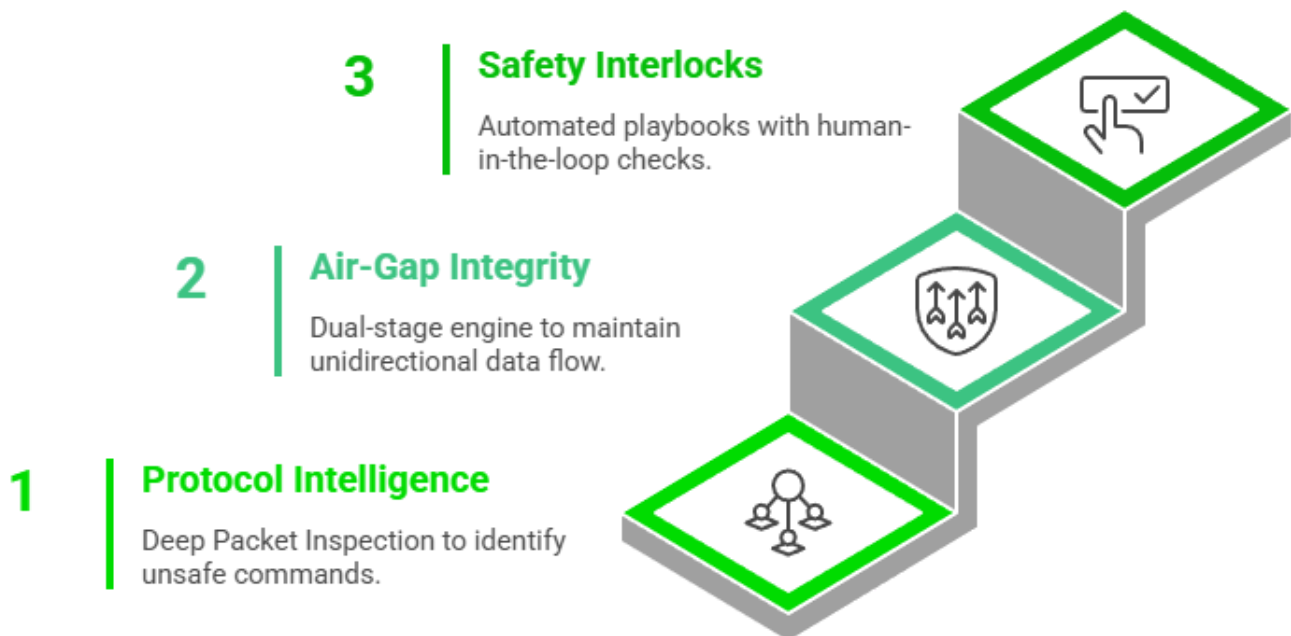 3
Safety Interlocks
Automated playbooks with human-
in-the-loop checks.
2
Air-Gap Integrity
Dual-stage engine to maintain
unidirectional data flow.
1
Protocol Intelligence
Deep Packet Inspection to identify
unsafe commands.